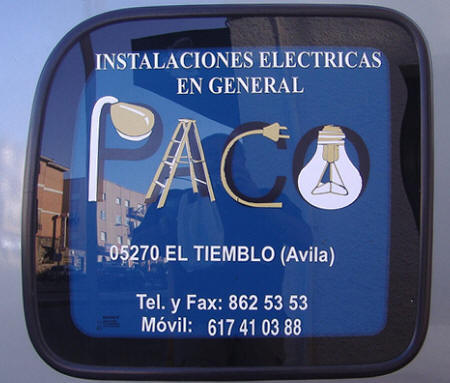 INSTALACIONES ELECTRICAS
EN GENERAL
PACO
05270 EL TIEMBLO (Avila)
Tel. y Fax: 862 53 53
Móvil: 617 41 03 88